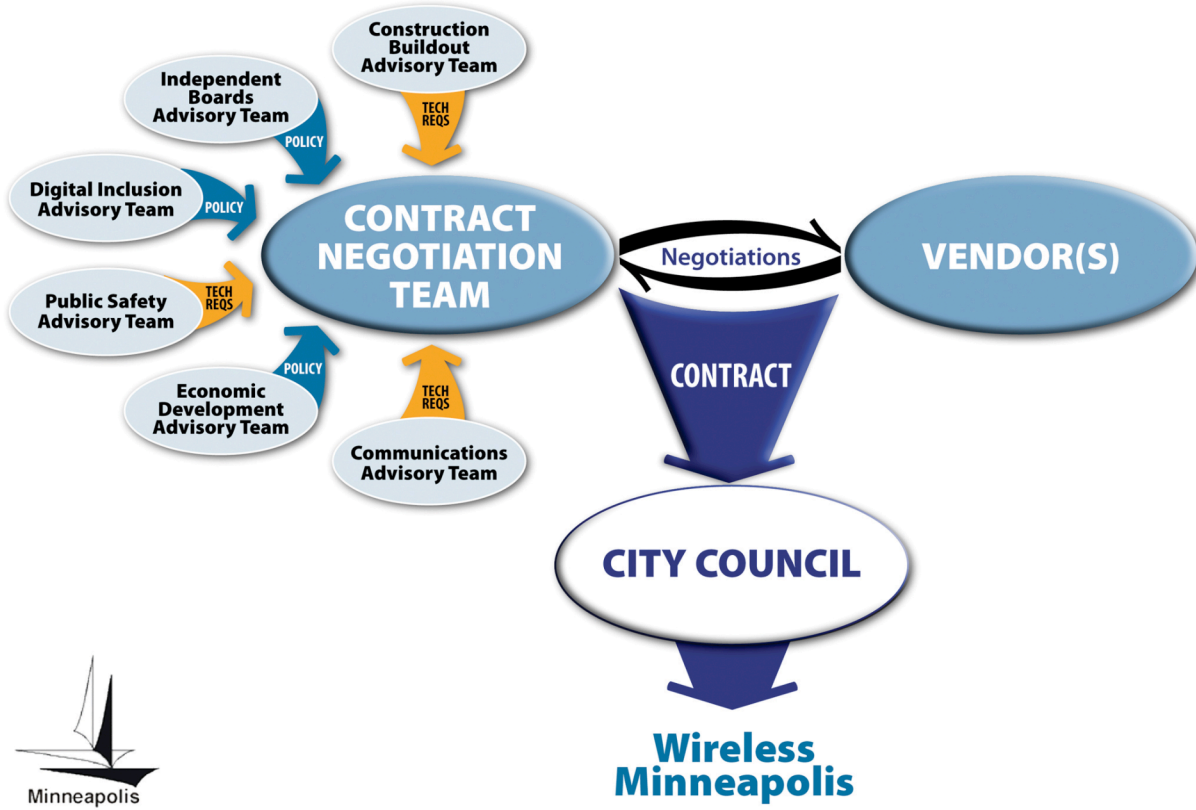 Construction
Buildout
Advisory Team
TECH
REQS
Independent
Boards
Advisory Team
POLICY
Digital Inclusion
Advisory Team
POLICY
Public Safety
Advisory Team
TECH
REQS
Economic
Development
Advisory Team
POLICY
Communications
Advisory Team
TECH
REQS
CONTRACT
NEGOTIATION
TEAM
Negotiations
VENDOR(S)
CONTRACT
CITY COUNCIL
Wireless
Minneapolis
Minneapolis